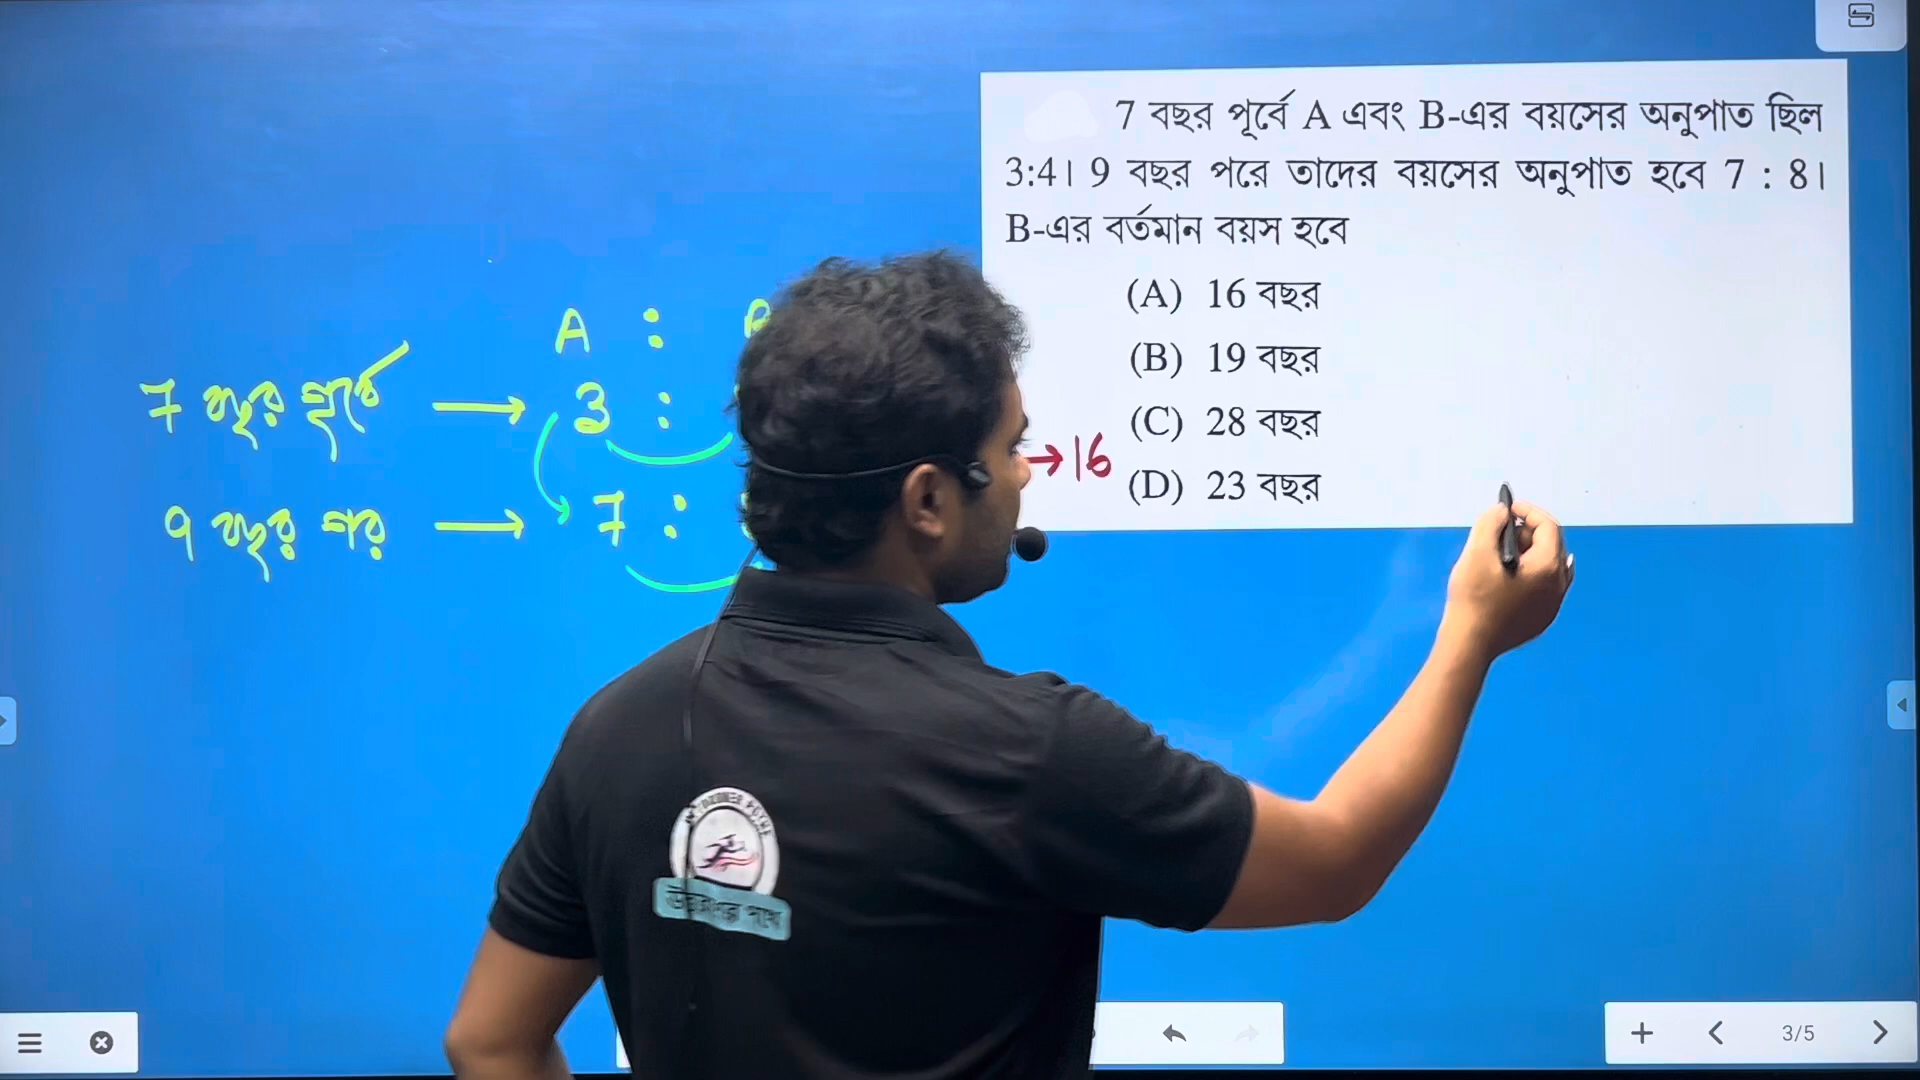 7 বছর পূর্বে A এবং B-এর বয়সের অনুপাত ছিল
3:4। 9 বছর পরে তাদের বয়সের অনুপাত হবে 7 : 8।
B-এর বর্তমান বয়স হবে
(A) 16 বছর
(B) 19 বছর
(C) 28 বছর
(D) 23 বছর
A :
7 বছর পূর্বে → 3 :
→16
9 বছর পর → 7 :
3/5